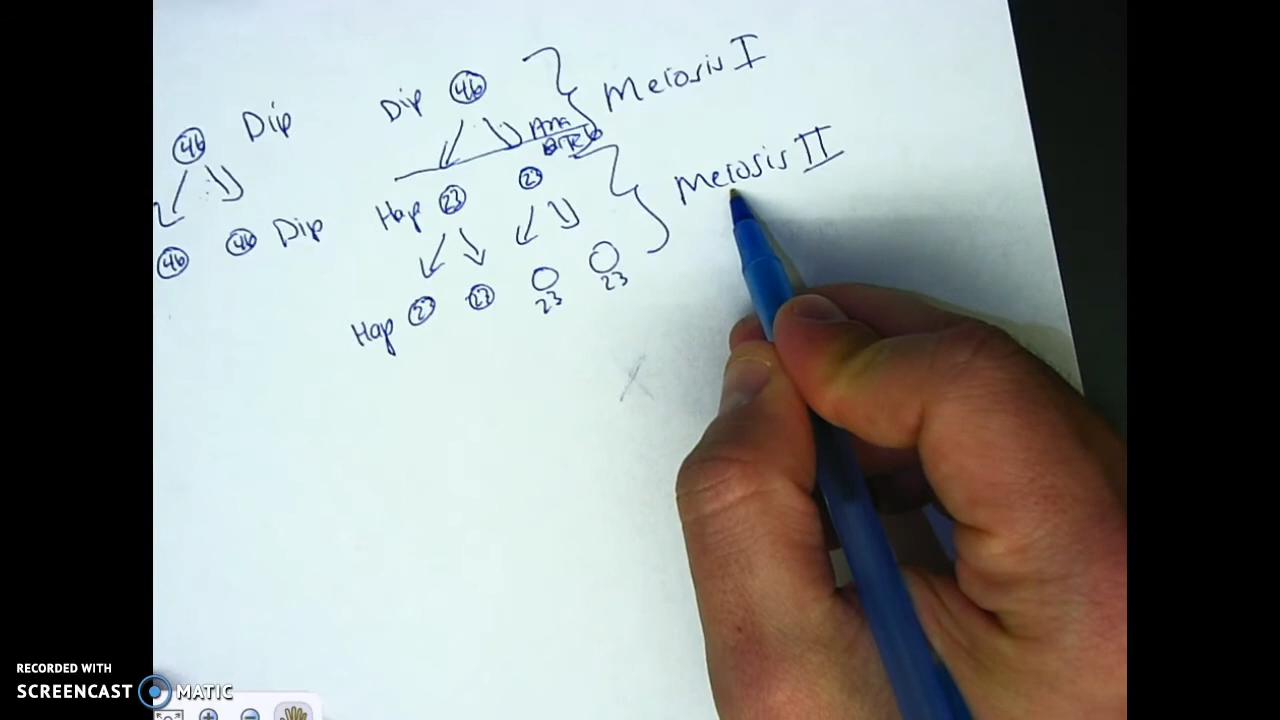 Meiosis I
Dip 46
46 Dip
Meiosis II
Hap 23 23
46 46 Dip
Hap 23 23 23 23
RECORDED WITH
SCREENCAST MATIC